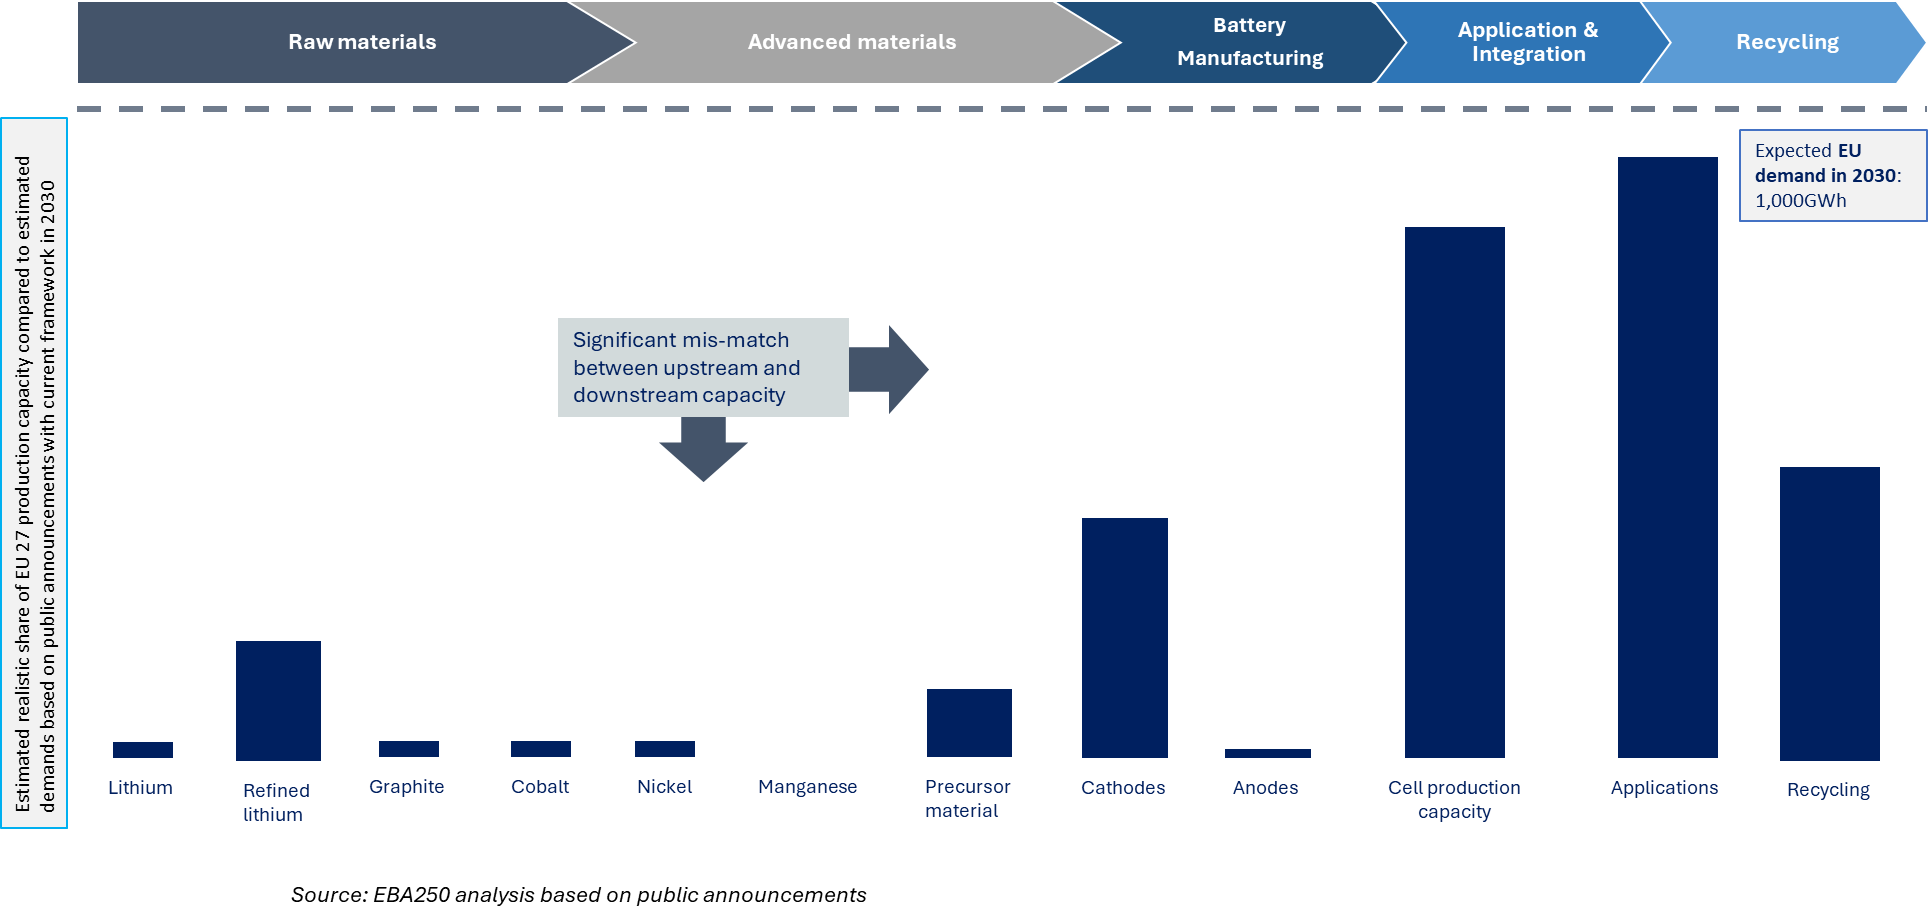 Raw materials
Advanced materials
Battery
Manufacturing
Application &
Integration
Recycling
Estimated realistic share of EU 27 production capacity compared to estimated
demands based on public announcements with current framework in 2030
Expected EU
demand in 2030:
1,000GWh
Significant mis-match
between upstream and
downstream capacity
Lithium
Refined
lithium
Graphite
Cobalt
Nickel
Manganese
Precursor
material
Cathodes
Anodes
Cell production
capacity
Applications
Recycling
Source: EBA250 analysis based on public announcements